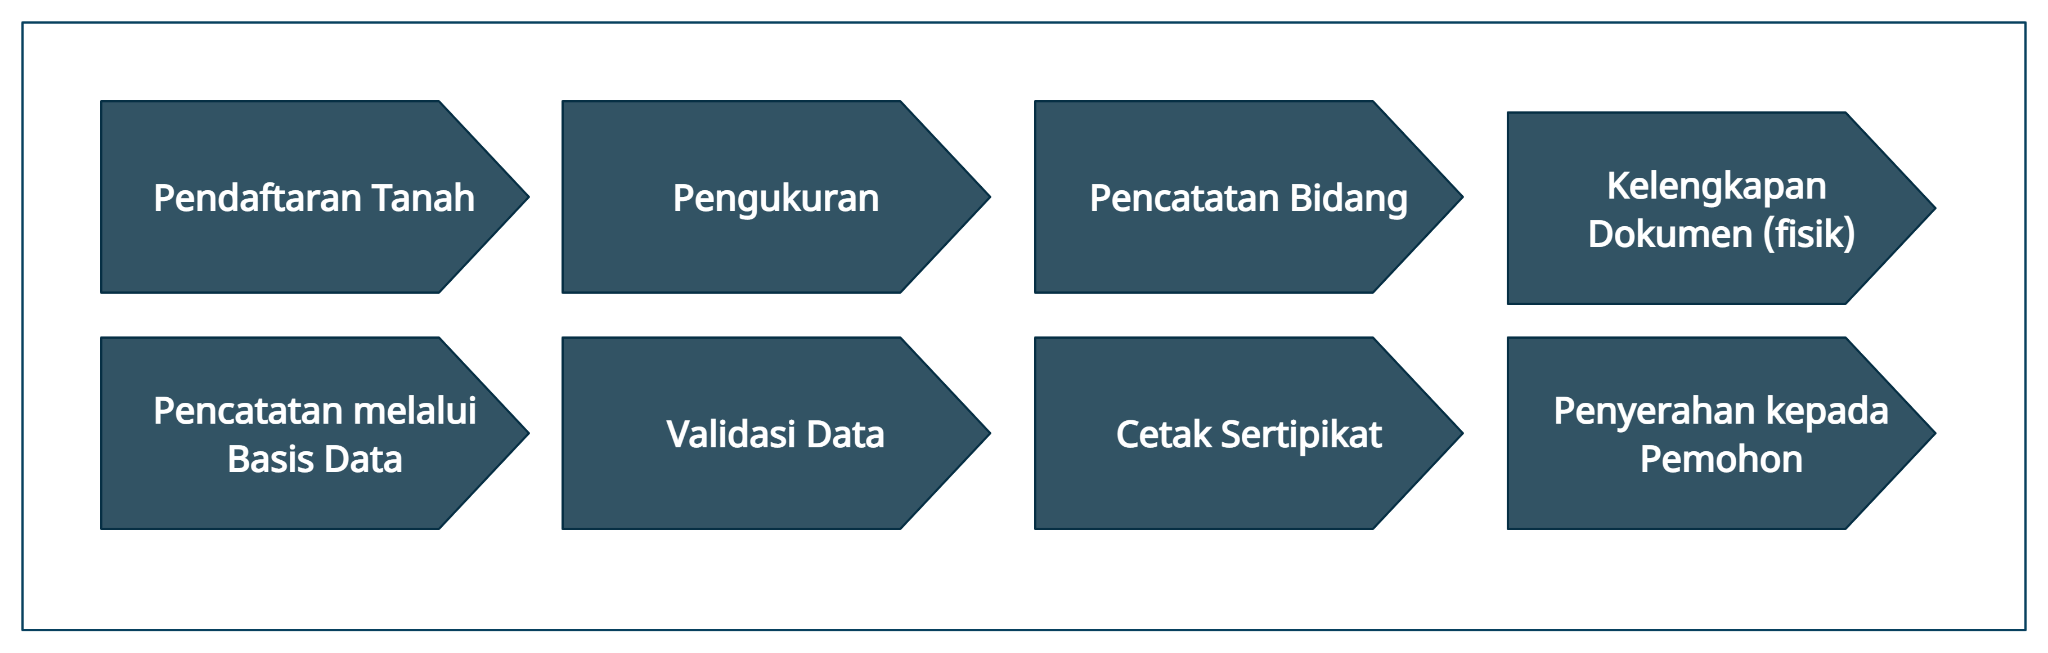 Pendaftaran Tanah
Pengukuran
Pencatatan Bidang
Kelengkapan
Dokumen (fisik)
Pencatatan melalui
Basis Data
Validasi Data
Cetak Sertipikat
Penyerahan kepada
Pemohon